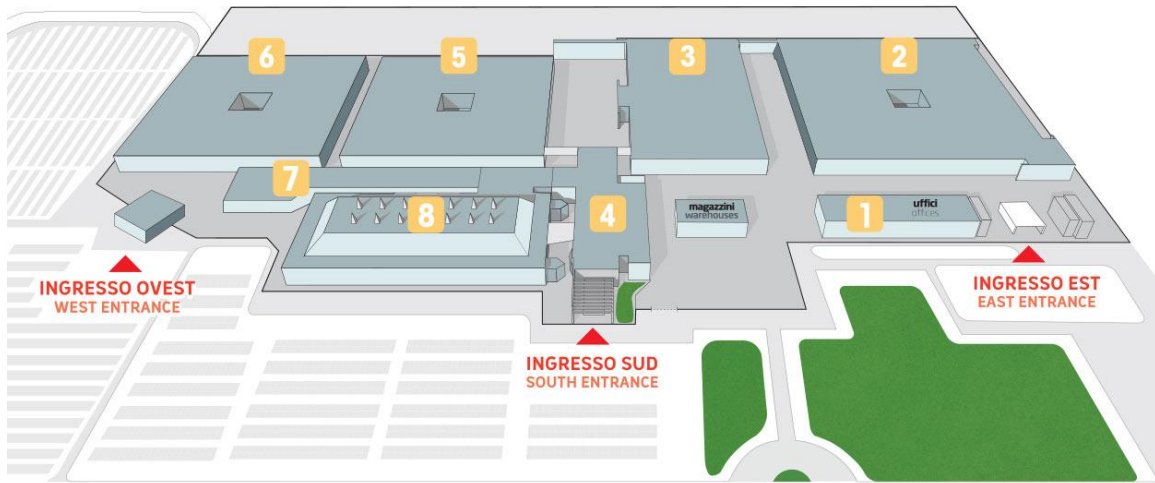 6
5
3
2
7
8
4
magazzini
warehouses
1
uffici
offices
INGRESSO OVEST
WEST ENTRANCE
INGRESSO EST
EAST ENTRANCE
INGRESSO SUD
SOUTH ENTRANCE